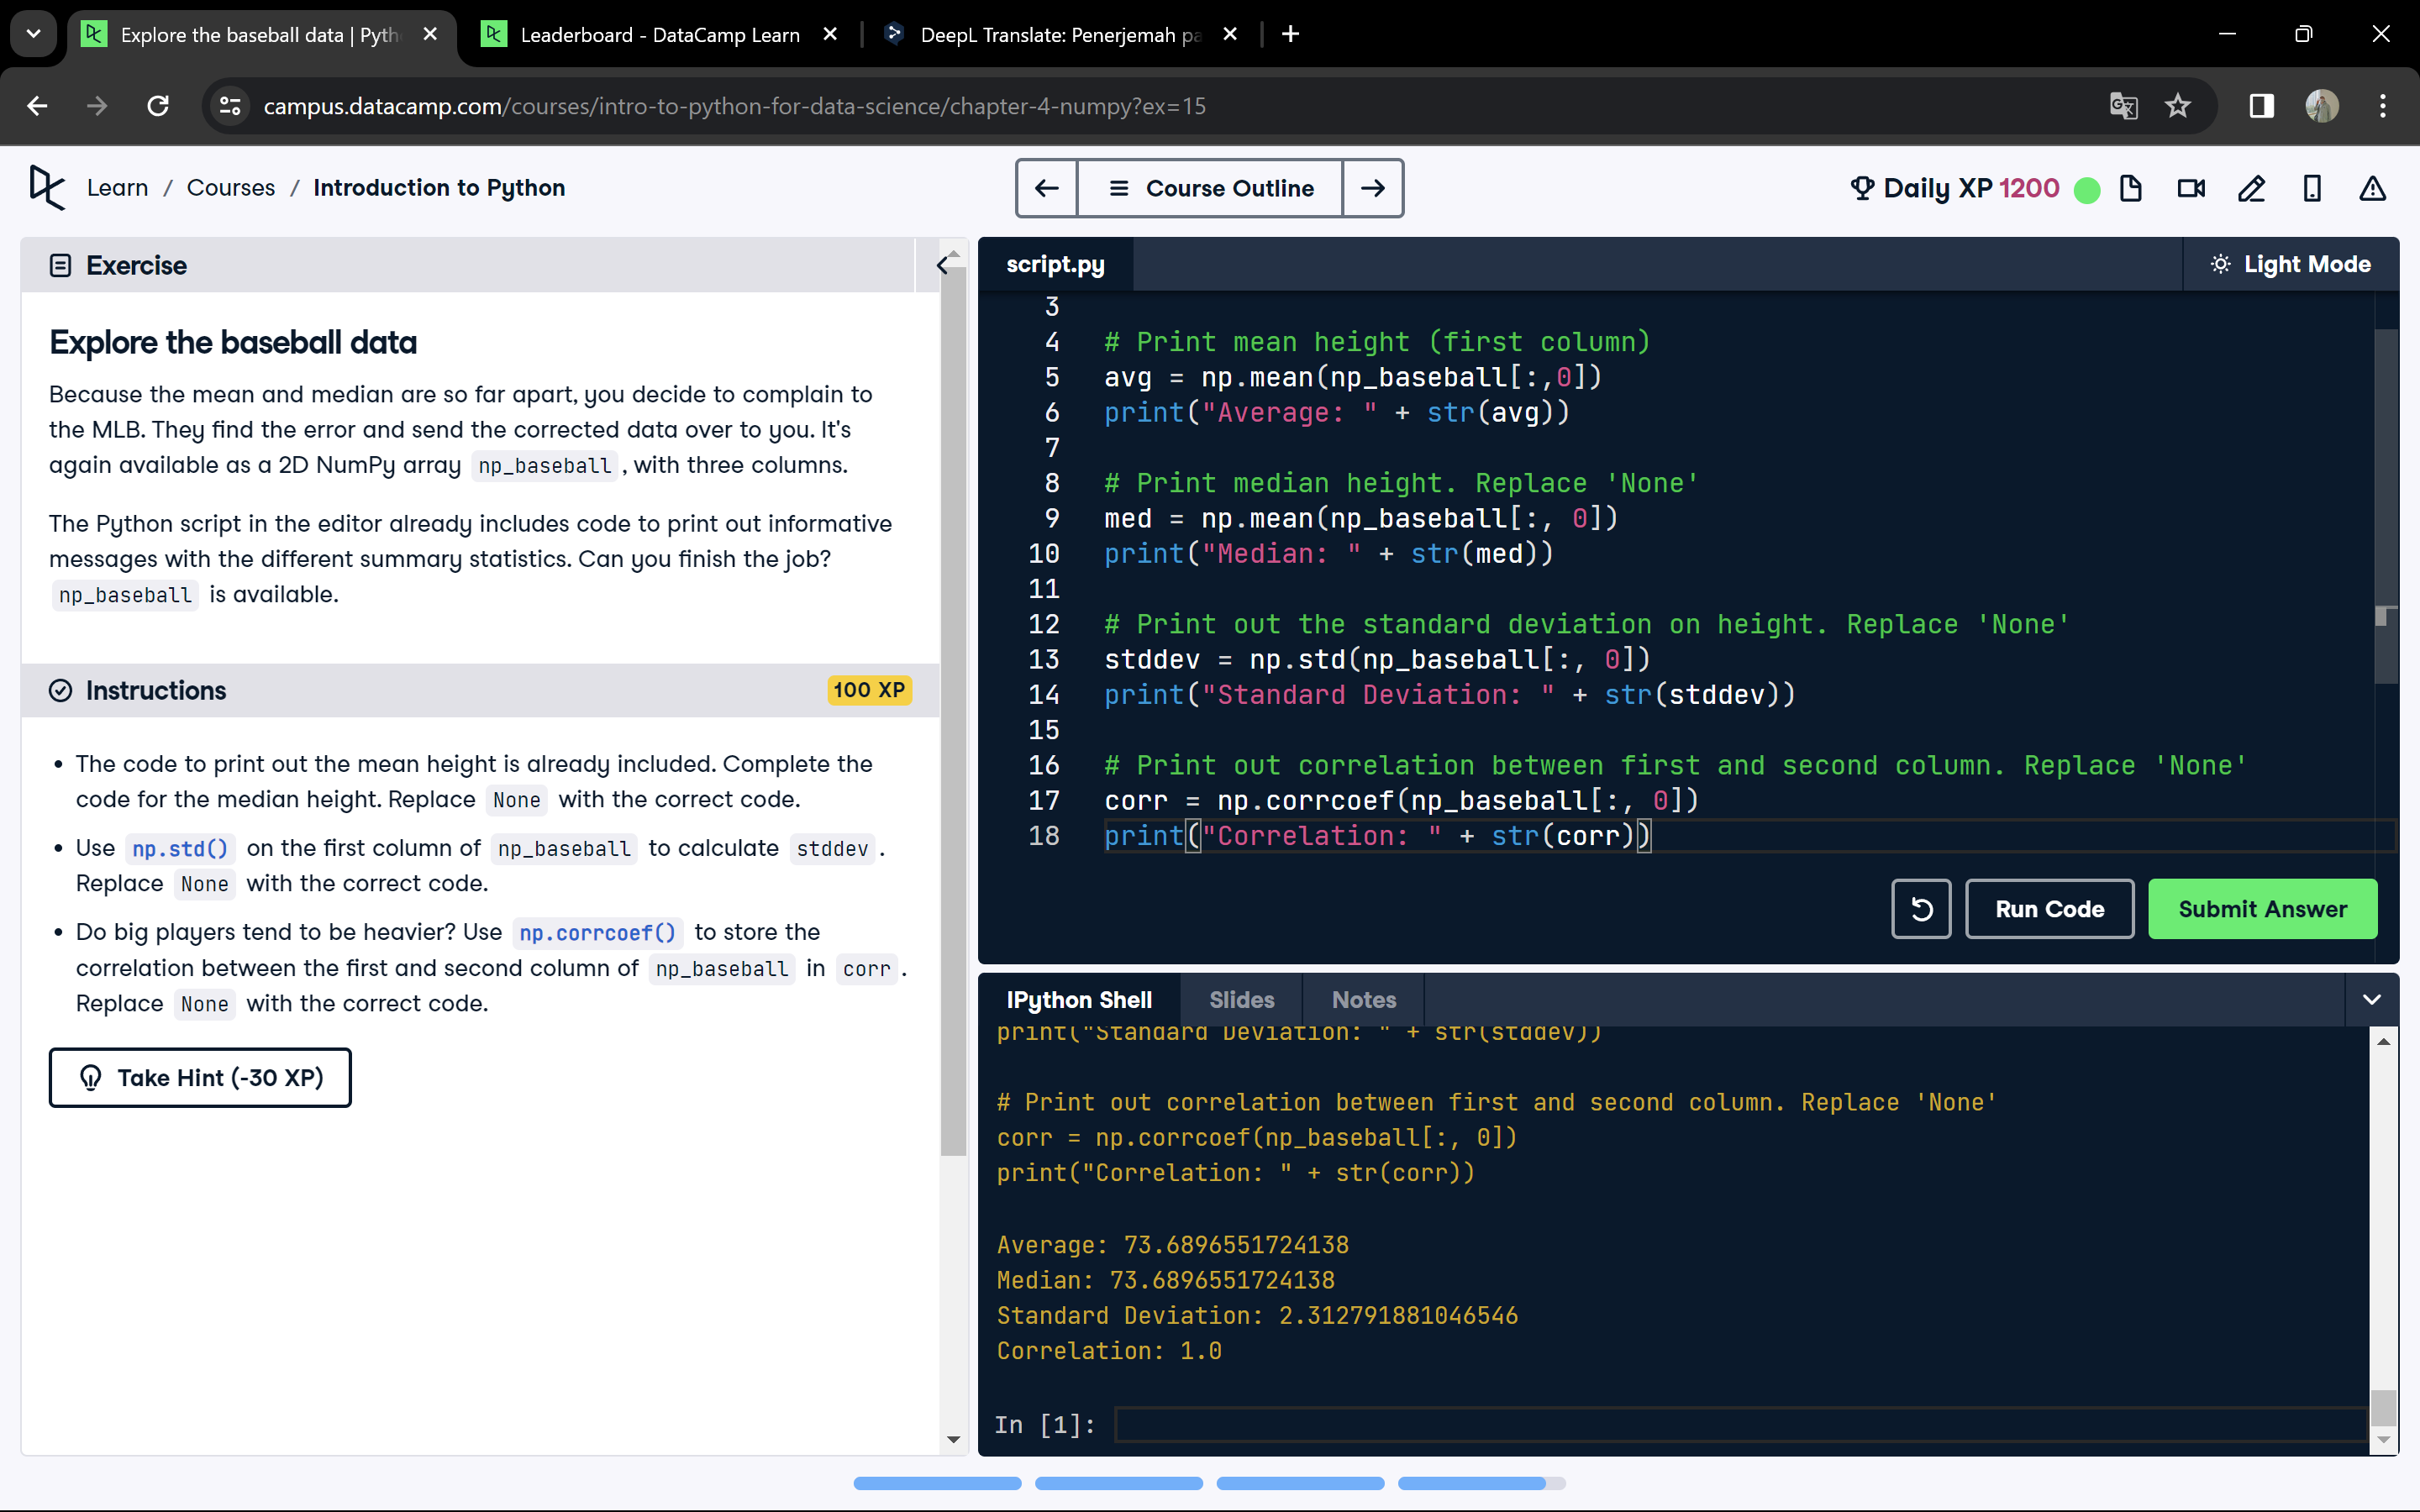 Explore the baseball data | Pyth
Leaderboard - DataCamp Learn
DeepL Translate: Penerjemah pa
campus.datacamp.com/courses/intro-to-python-for-data-science/chapter-4-numpy?ex=15
Learn / Courses / Introduction to Python
Course Outline
Daily XP 1200
Exercise
Explore the baseball data
Because the mean and median are so far apart, you decide to complain to
the MLB. They find the error and send the corrected data over to you. It's
again available as a 2D NumPy array np_baseball, with three columns.
The Python script in the editor already includes code to print out informative
messages with the different summary statistics. Can you finish the job?
np_baseball is available.
Instructions
100 XP
• The code to print out the mean height is already included. Complete the
code for the median height. Replace None with the correct code.
• Use np.std() on the first column of np_baseball to calculate stddev.
Replace None with the correct code.
• Do big players tend to be heavier? Use np.corrcoef() to store the
correlation between the first and second column of np_baseball in corr.
Replace None with the correct code.
Take Hint (-30 XP)
script.py
Light Mode
3
4 # Print mean height (first column)
5 avg = np.mean(np_baseball[:,0])
6 print("Average: " + str(avg))
7
8 # Print median height. Replace 'None'
9 med = np.mean(np_baseball[:, 0])
10 print("Median: " + str(med))
11
12 # Print out the standard deviation on height. Replace 'None'
13 stddev = np.std(np_baseball[:, 0])
14 print("Standard Deviation: " + str(stddev))
15
16 # Print out correlation between first and second column. Replace 'None'
17 corr = np.corrcoef(np_baseball[:, 0])
18 print("Correlation: " + str(corr))
Run Code
Submit Answer
IPython Shell
Slides
Notes
print("Standard Deviation: " + str(stddev))
# Print out correlation between first and second column. Replace 'None'
corr = np.corrcoef(np_baseball[:, 0])
print("Correlation: " + str(corr))
Average: 73.6896551724138
Median: 73.6896551724138
Standard Deviation: 2.312791881046546
Correlation: 1.0
In [1]: